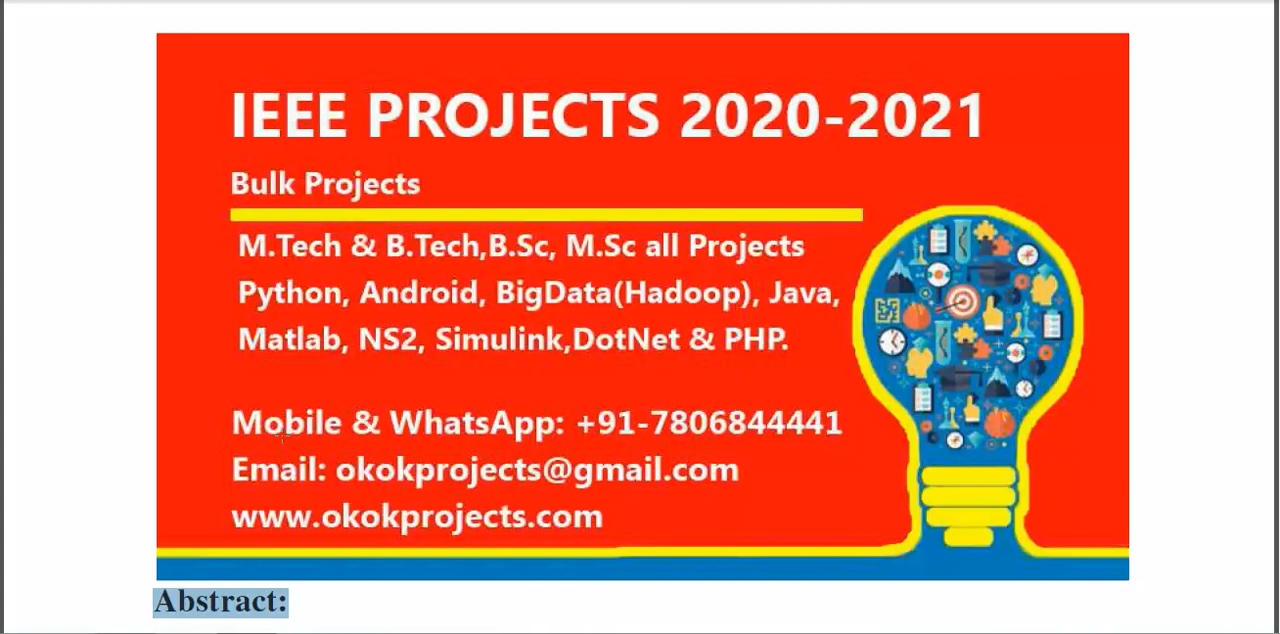 IEEE PROJECTS 2020-2021
Bulk Projects
M.Tech & B.Tech,B.Sc, M.Sc all Projects
Python, Android, BigData(Hadoop), Java,
Matlab, NS2, Simulink,DotNet & PHP.
Mobile & WhatsApp: +91-7806844441
Email: okokprojects@gmail.com
www.okokprojects.com
Abstract: